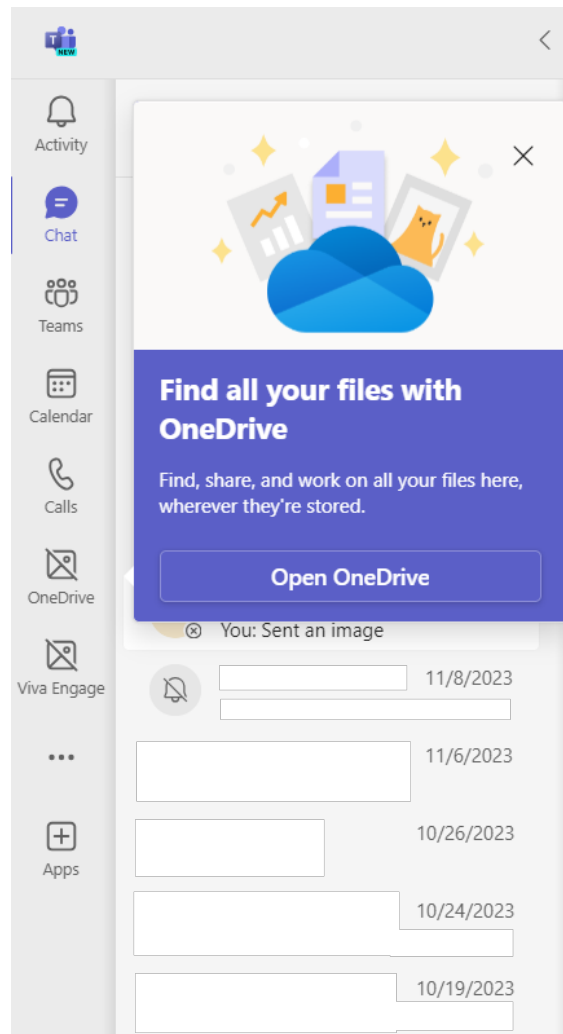 NEW
Activity
Chat
Teams
Calendar
Calls
OneDrive
Viva Engage
Apps
Find all your files with
OneDrive
Find, share, and work on all your files here,
wherever they're stored.
Open OneDrive
You: Sent an image
11/8/2023
11/6/2023
10/26/2023
10/24/2023
10/19/2023